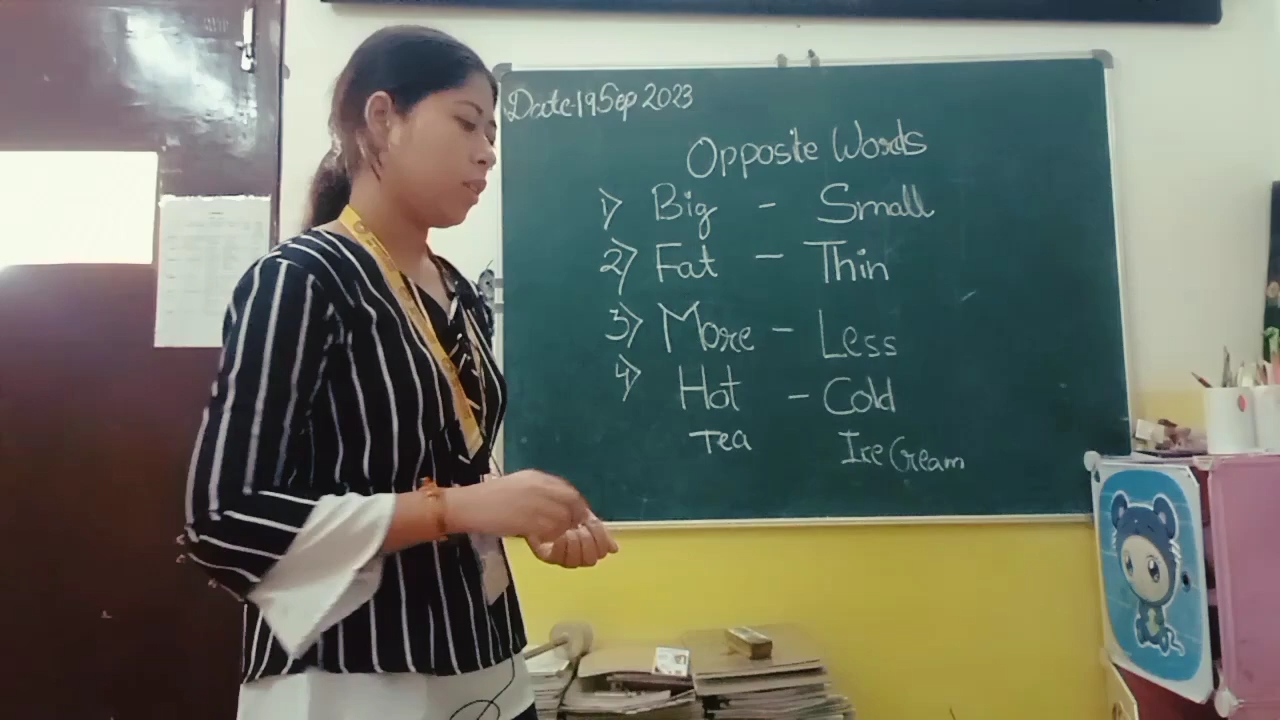 Date 19 Sep 2023
Opposite Words
1) Big - Small
2) Fat - Thin
3) More - Less
4) Hot - Cold
Tea Ice Cream